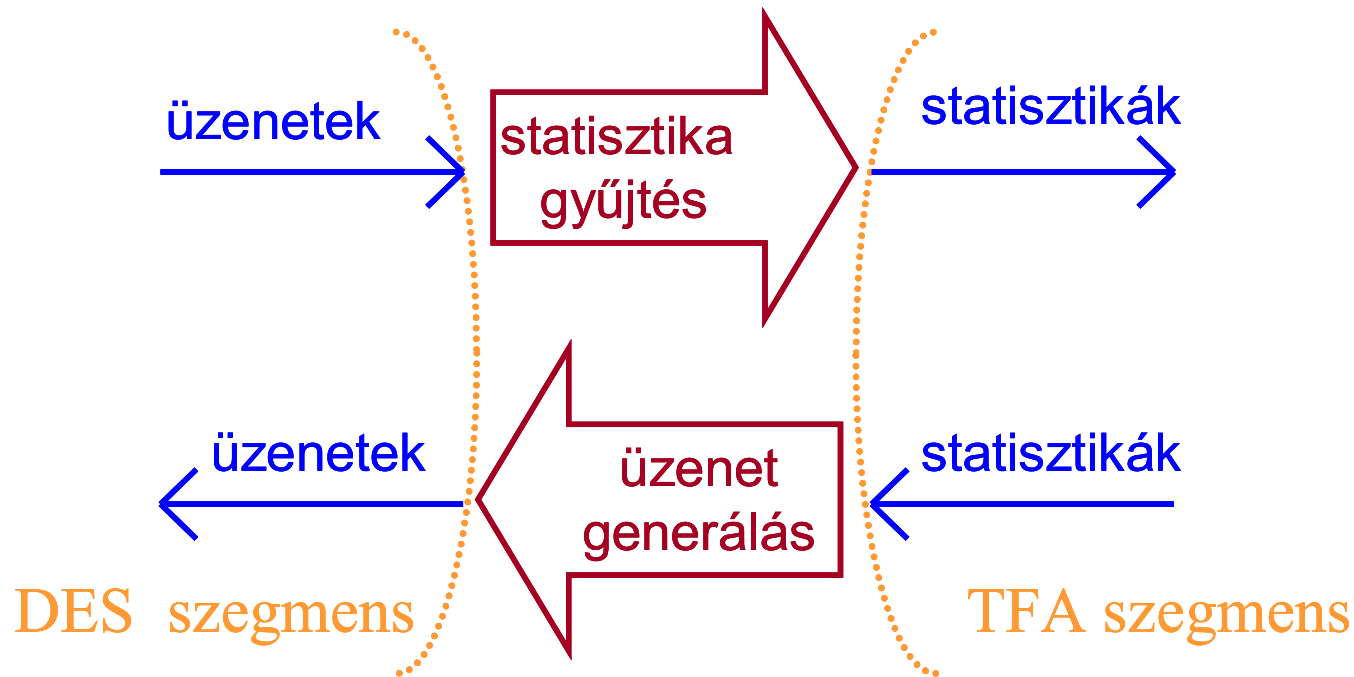 üzenetek
statisztika
gyűjtés
statisztikák
üzenetek
üzenet
generálás
statisztikák
DES szegmens
TFA szegmens